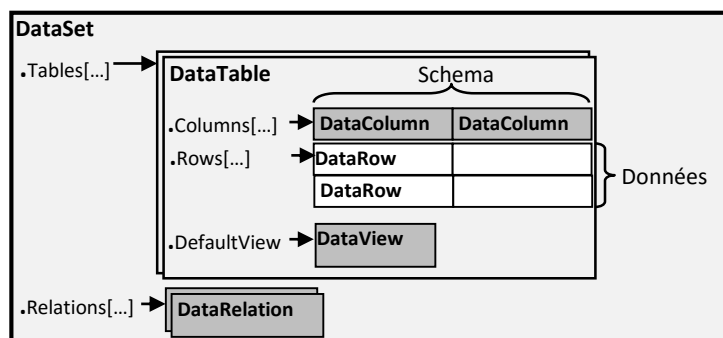 DataSet
.Tables[…]
DataTable
Schema
.Columns[…]
DataColumn
DataColumn
.Rows[…]
DataRow
DataRow
Données
.DefaultView
DataView
.Relations[…]
DataRelation